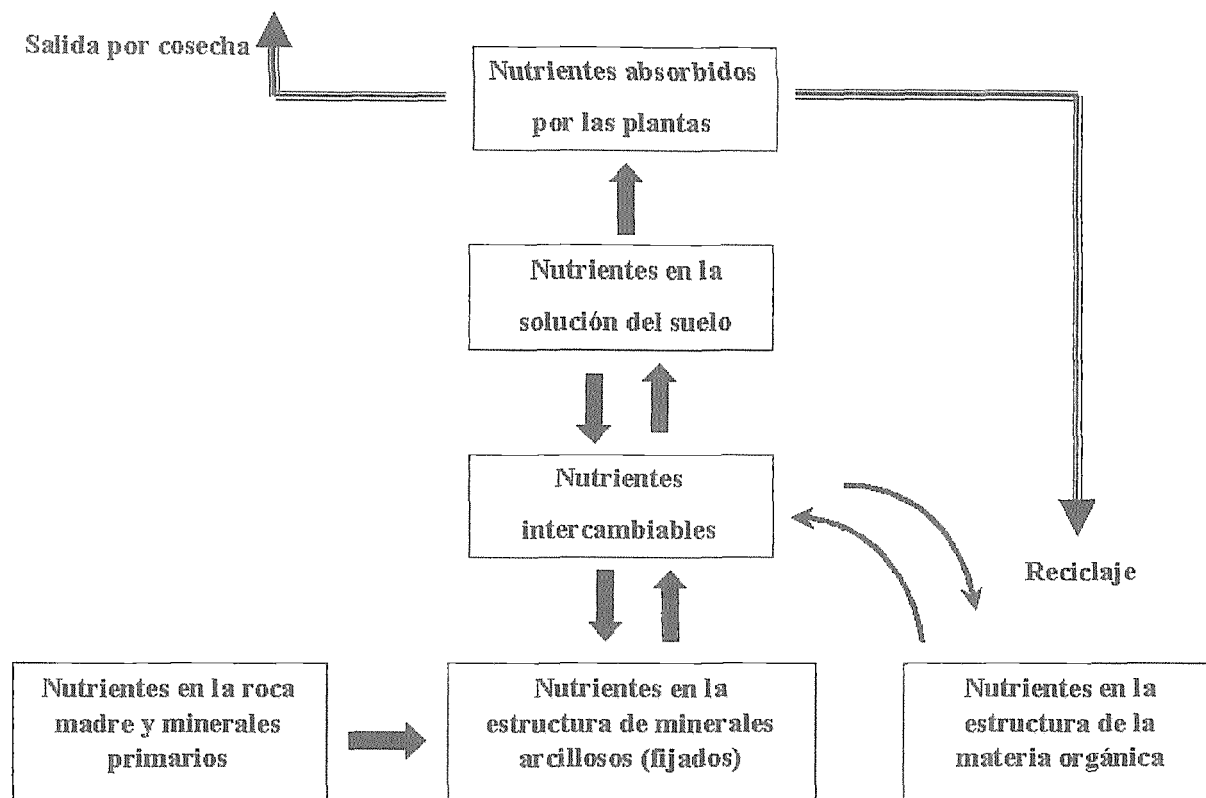 Salida por cosecha
Nutrientes absorbidos
por las plantas
Nutrientes en la
solución del suelo
Nutrientes
intercambiables
Reciclaje
Nutrientes en la roca
madre y minerales
primarios
Nutrientes en la
estructura de minerales
arcillosos (fijados)
Nutrientes en la
estructura de la
materia orgánica